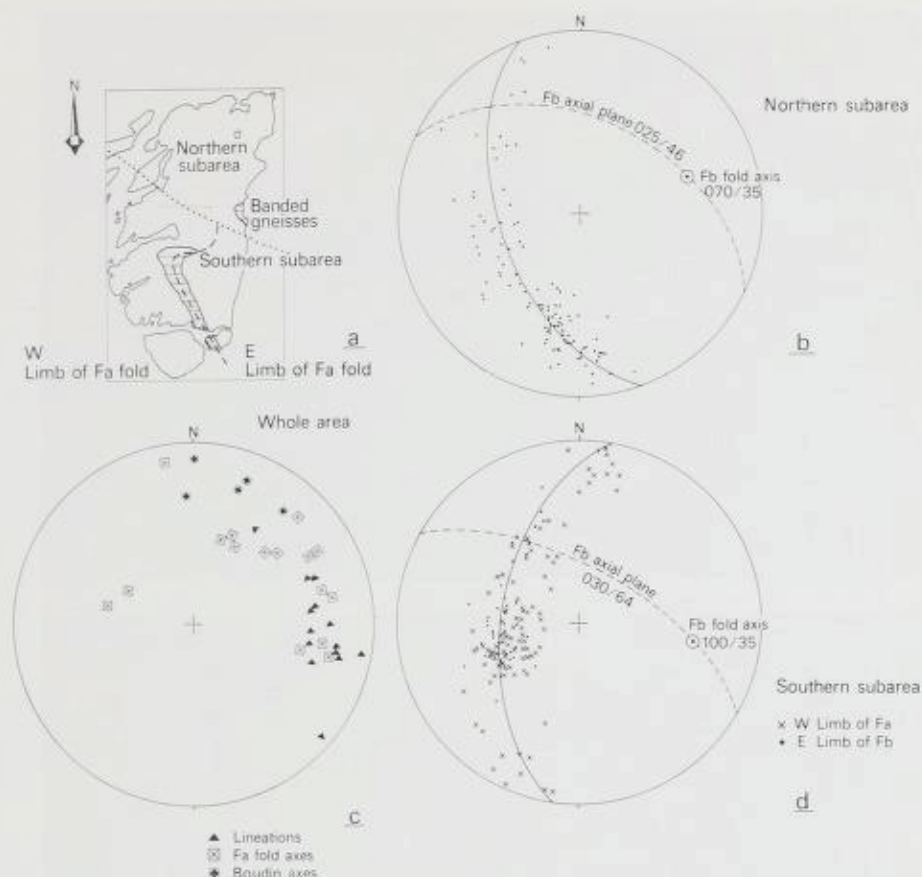 N
Northern
subarea
Banded
gneisses
Southern subarea
a
W
Limb of Fa fold
E
Limb of Fa fold
N
Fb axial plane 025/46
Northern subarea
Fb fold axis
070/35
b
Whole area
N
c
▲ Lineations
Fa fold axes
Boudin axes
N
Fb axial plane
030/64
Fb fold axis
100/35
Southern subarea
× W Limb of Fa
• E Limb of Fb
d